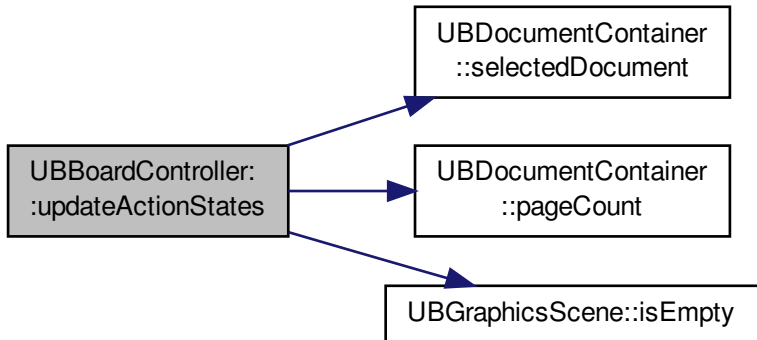 UBDocumentContainer
::selectedDocument
UBBoardController:
:updateActionStates
UBDocumentContainer
::pageCount
UBGraphicsScene::isEmpty